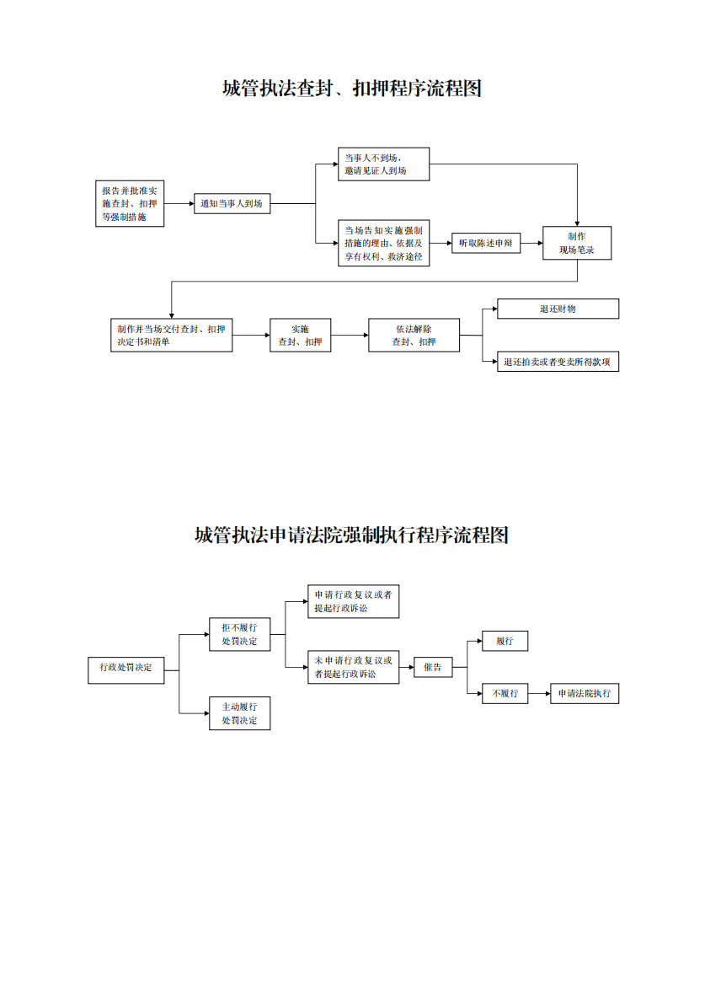 城管执法查封、扣押程序流程图
当事人不到场，
邀请见证人到场
报告并批准实
施查封、扣押
等强制措施
通知当事人到场
当场告知实施强制
措施的理由、依据及
享有权利、救济途径
听取陈述申辩
制作
现场笔录
制作并当场交付查封、扣押
决定书和清单
实施
查封、扣押
依法解除
查封、扣押
退还财物
退还拍卖或者变卖所得款项
城管执法申请法院强制执行程序流程图
申请行政复议或者
提起行政诉讼
拒不履行
处罚决定
行政处罚决定
未申请行政复议或
者提起行政诉讼
催告
履行
不履行
申请法院执行
主动履行
处罚决定